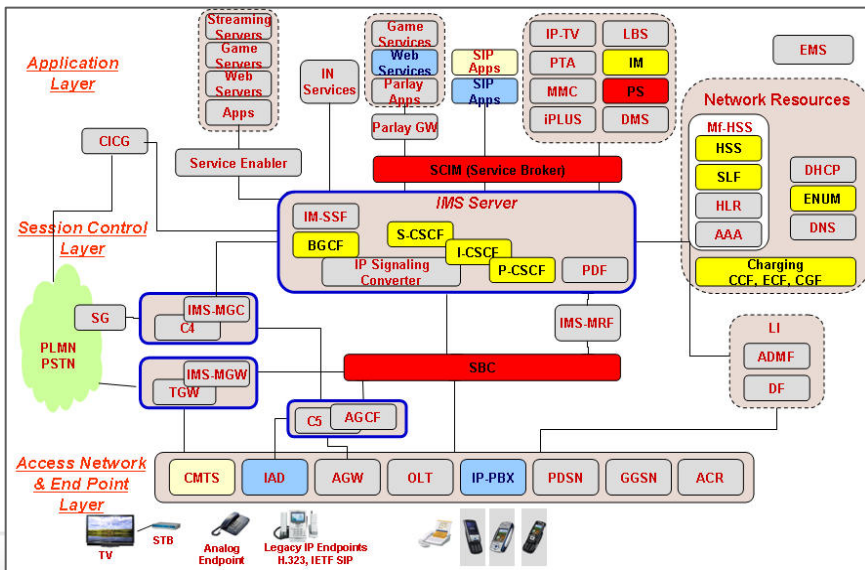 Application
Layer
Streaming
Servers
Game
Servers
Web
Servers
Apps
IN
Services
Game
Services
Web
Services
Parlay
Apps
Parlay GW
SIP
Apps
SIP
Apps
IP-TV
LBS
PTA
IM
MMC
PS
iPLUS
DMS
EMS
Network Resources
Mf-HSS
HSS
SLF
HLR
AAA
DHCP
ENUM
DNS
Charging
CCF, ECF, CGF
CICG
Service Enabler
SCIM (Service Broker)
Session Control
Layer
IMS Server
IM-SSF
BGCF
S-CSCF
I-CSCF
P-CSCF
IP Signaling
Converter
PDF
PLMN
PSTN
SG
IMS-MGC
C4
IMS-MRF
IMS-MGW
TGW
SBC
C5
AGCF
LI
ADMF
DF
Access Network
& End Point
Layer
CMTS
IAD
AGW
OLT
IP-PBX
PDSN
GGSN
ACR
TV
STB
Analog
Endpoint
Legacy IP Endpoints
H.323, IETF SIP